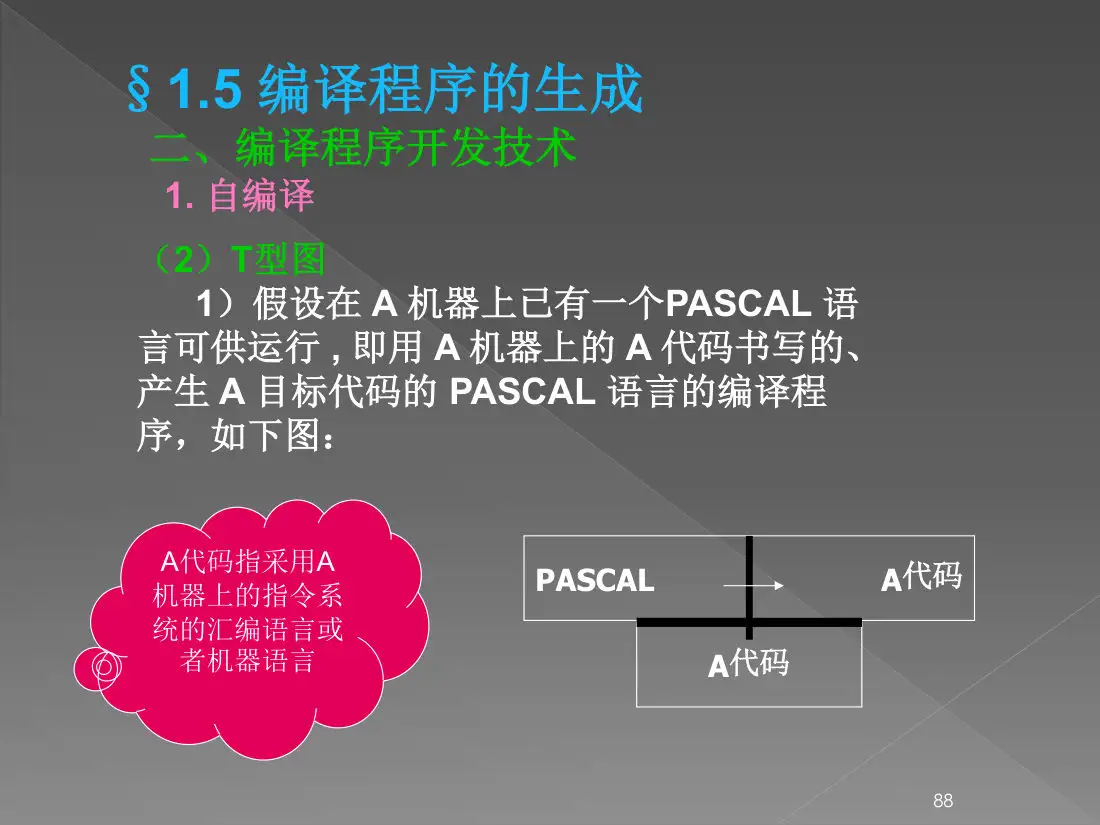 §1.5 编译程序的生成
二、编译程序开发技术
1. 自编译
（2）T型图
1）假设在 A 机器上已有一个PASCAL 语
言可供运行 , 即用 A 机器上的 A 代码书写的、
产生 A 目标代码的 PASCAL 语言的编译程
序，如下图：
A代码指采用A
机器上的指令系
统的汇编语言或
者机器语言
PASCAL
A代码
A代码
88